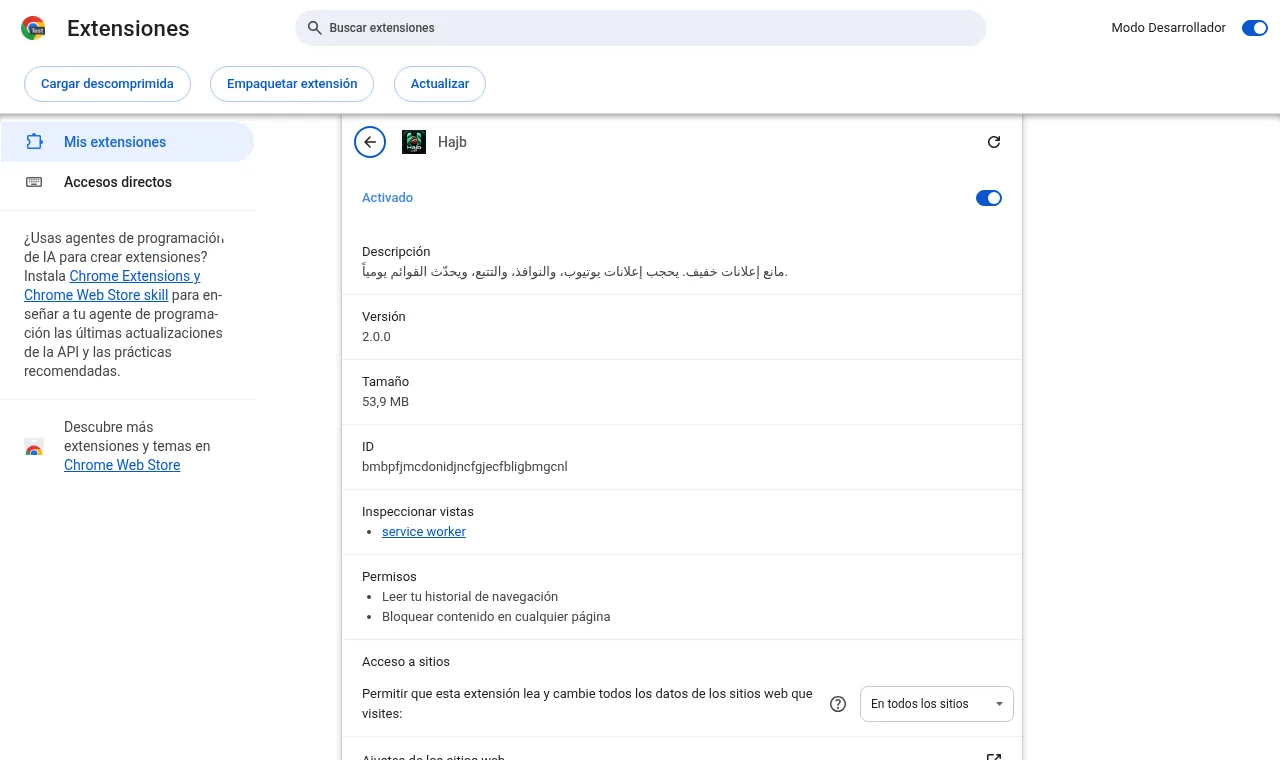 Extensiones
Buscar extensiones
Modo Desarrollador
Cargar descomprimida
Empaquetar extensión
Actualizar
Mis extensiones
Accesos directos
¿Usas agentes de programación
de IA para crear extensiones?
Instala Chrome Extensions y
Chrome Web Store skill para en-
señar a tu agente de programa-
ción las últimas actualizaciones
de la API y las prácticas
recomendadas.
Descubre más
extensiones y temas en
Chrome Web Store
Hajb
Activado
Descripción
مانع إعلانات خفيف. يحجب إعلانات يوتيوب، والنوافذ، والتتبع، ويحدّث القوائم يومياً.
Versión
2.0.0
Tamaño
53,9 MB
ID
bmbpfjmcdonidjncfgjecfbligbmgcnl
Inspeccionar vistas
• service worker
Permisos
• Leer tu historial de navegación
• Bloquear contenido en cualquier página
Acceso a sitios
Permitir que esta extensión lea y cambie todos los datos de los sitios web que
visites:
En todos los sitios
Ajustes de los sitios web